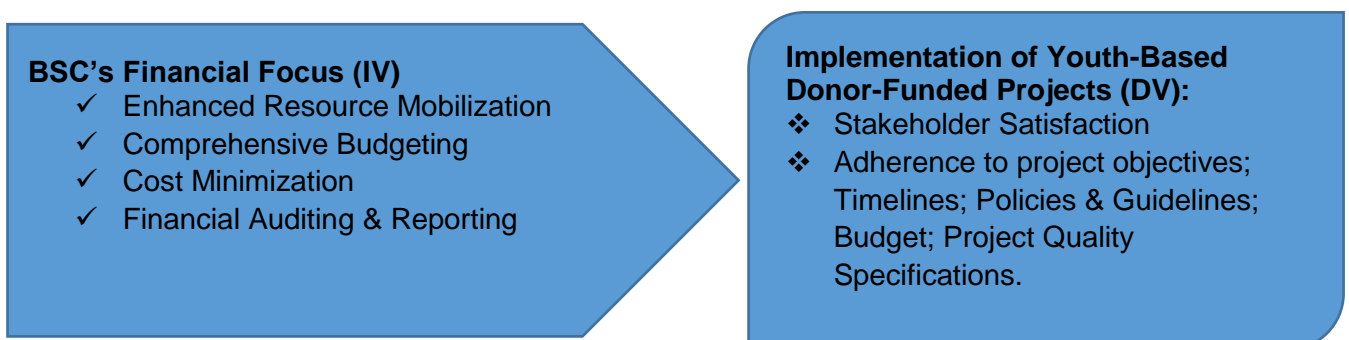 BSC's Financial Focus (IV)
✓ Enhanced Resource Mobilization
✓ Comprehensive Budgeting
✓ Cost Minimization
✓ Financial Auditing & Reporting
Implementation of Youth-Based
Donor-Funded Projects (DV):
❖ Stakeholder Satisfaction
❖ Adherence to project objectives;
Timelines; Policies & Guidelines;
Budget; Project Quality
Specifications.